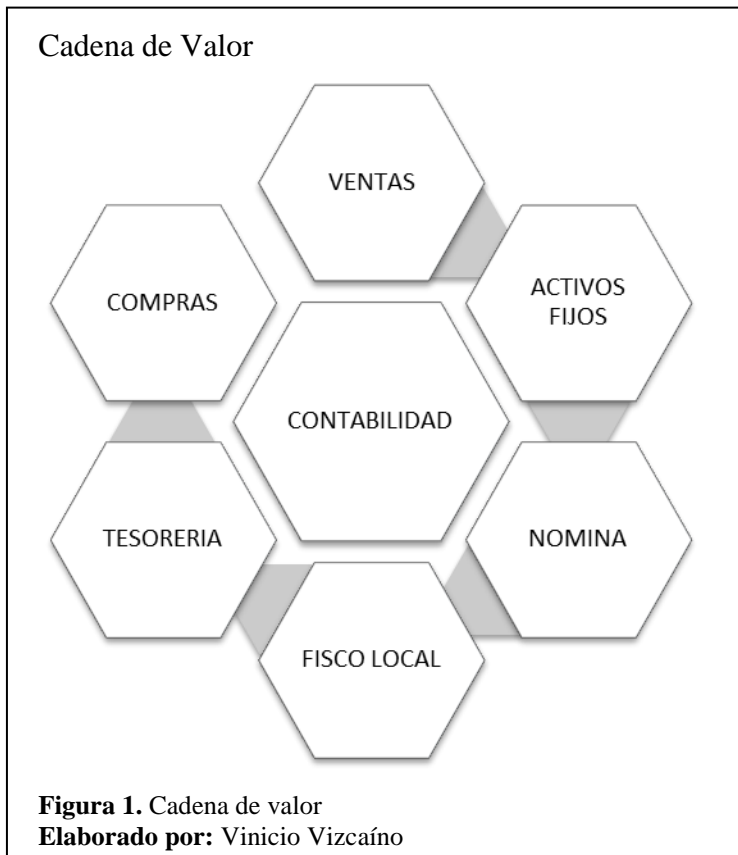 Cadena de Valor
VENTAS
COMPRAS
ACTIVOS
FIJOS
CONTABILIDAD
TESORERIA
NOMINA
FISCO LOCAL
Figura 1. Cadena de valor
Elaborado por: Vinicio Vizcaíno